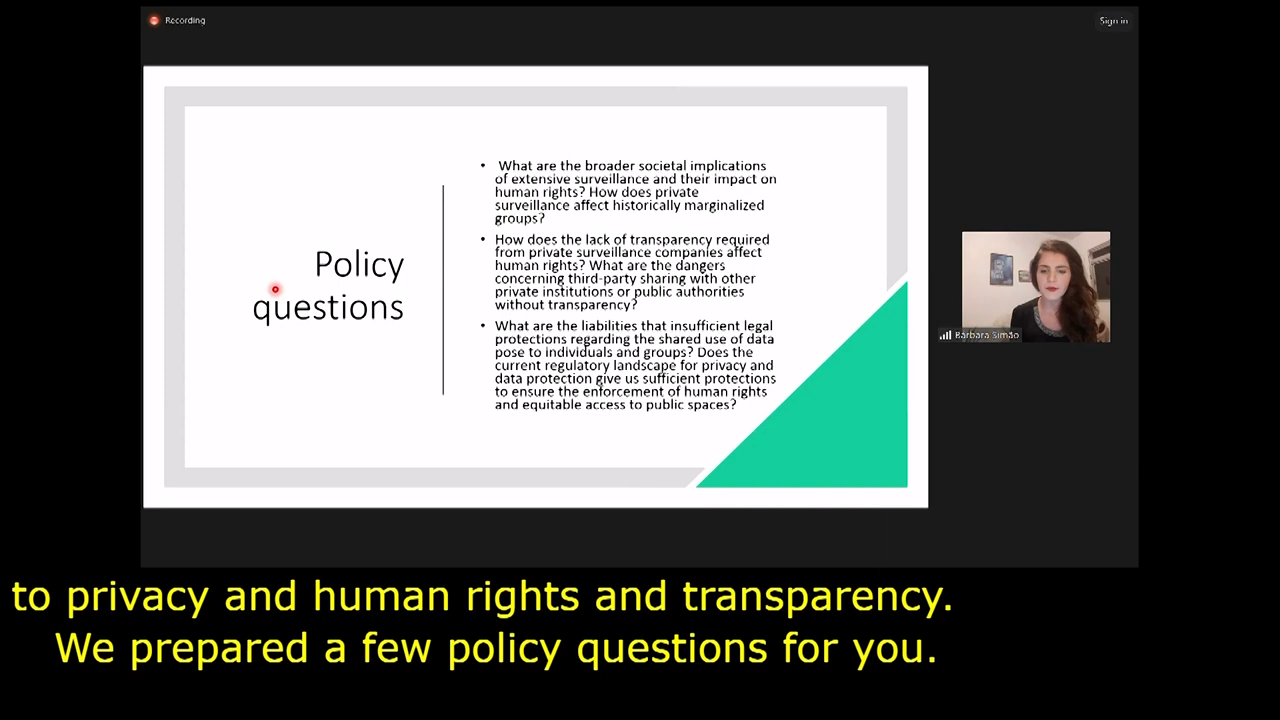 Recording
Sign in
Policy
questions
• What are the broader societal implications
of extensive surveillance and their impact on
human rights? How does private
surveillance affect historically marginalized
groups?
• How does the lack of transparency required
from private surveillance companies affect
human rights? What are the dangers
concerning third-party sharing with other
private institutions or public authorities
without transparency?
• What are the liabilities that insufficient legal
protections regarding the shared use of data
pose to individuals and groups? Does the
current regulatory landscape for privacy and
data protection give us sufficient protections
to ensure the enforcement of human rights
and equitable access to public spaces?
Bárbara Simão
to privacy and human rights and transparency.
We prepared a few policy questions for you.